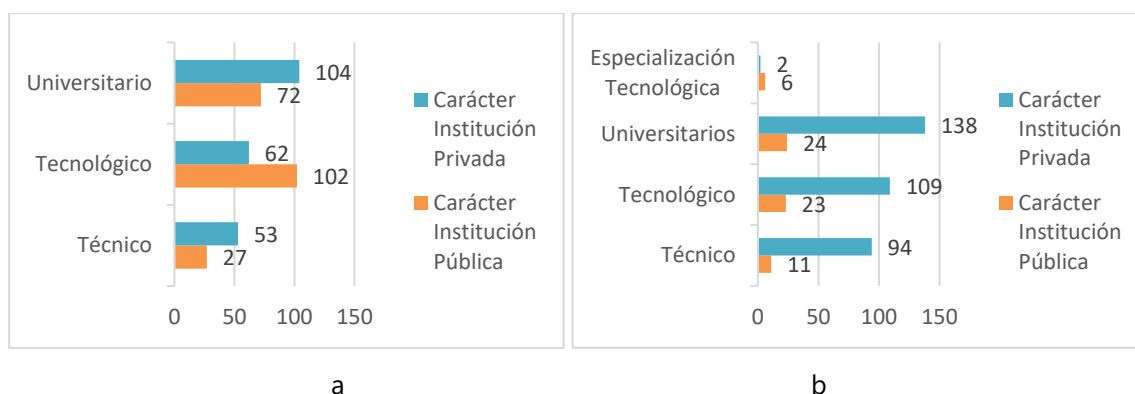 Universitario
104
72
Tecnológico
62
102
Técnico
53
27
0 50 100 150
Carácter
Institución
Privada
Carácter
Institución
Pública
a
Especialización
Tecnológica
2
6
Universitarios
138
24
Tecnológico
109
23
Técnico
94
11
0 50 100 150
Carácter
Institución
Privada
Carácter
Institución
Pública
b